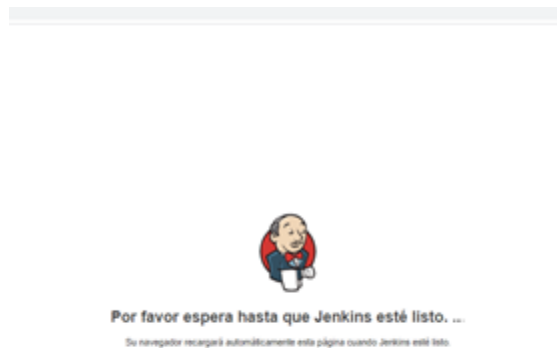 Por favor espera hasta que Jenkins esté listo. ...
Su navegador recargará automáticamente esta página cuando Jenkins esté listo.